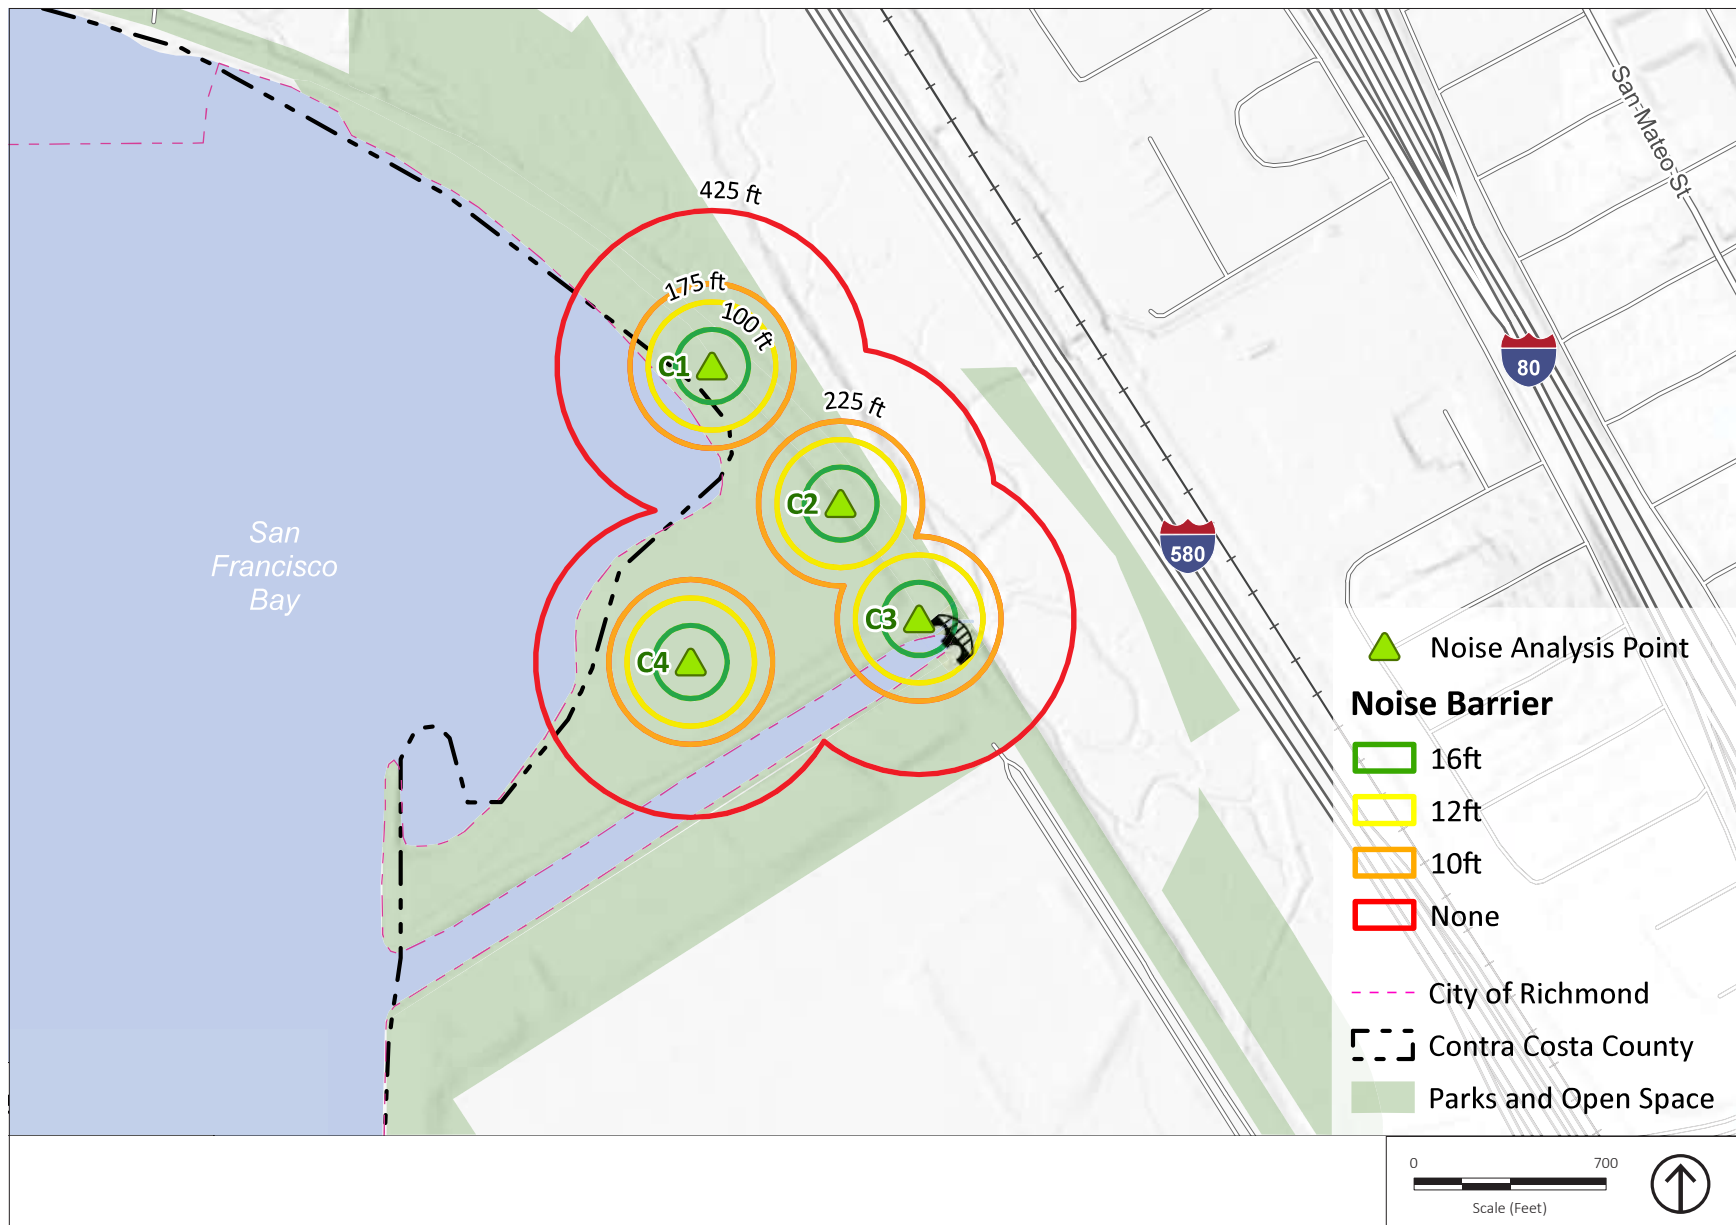 San Mateo St
425 ft
175 ft
100 ft
C1
80
225 ft
C2
San
Francisco
Bay
580
C3
C4
Noise Analysis Point
Noise Barrier
16ft
12ft
10ft
None
City of Richmond
Contra Costa County
Parks and Open Space
0 700
Scale (Feet)